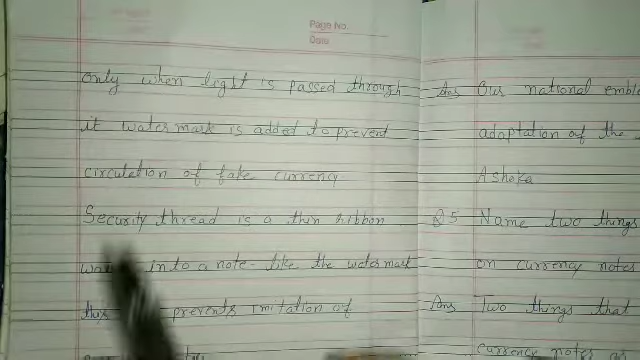 Page No.
Date
only when light is passed through
it watermark is added to prevent
circulation of fake currency
Security thread is a thin ribbon
into a note - like the watermark
this prevents imitation of
Ans Our national emble
adaptation of the
Ashoka
Q5 Name two things
on currency notes
Ans Two things that
currency notes